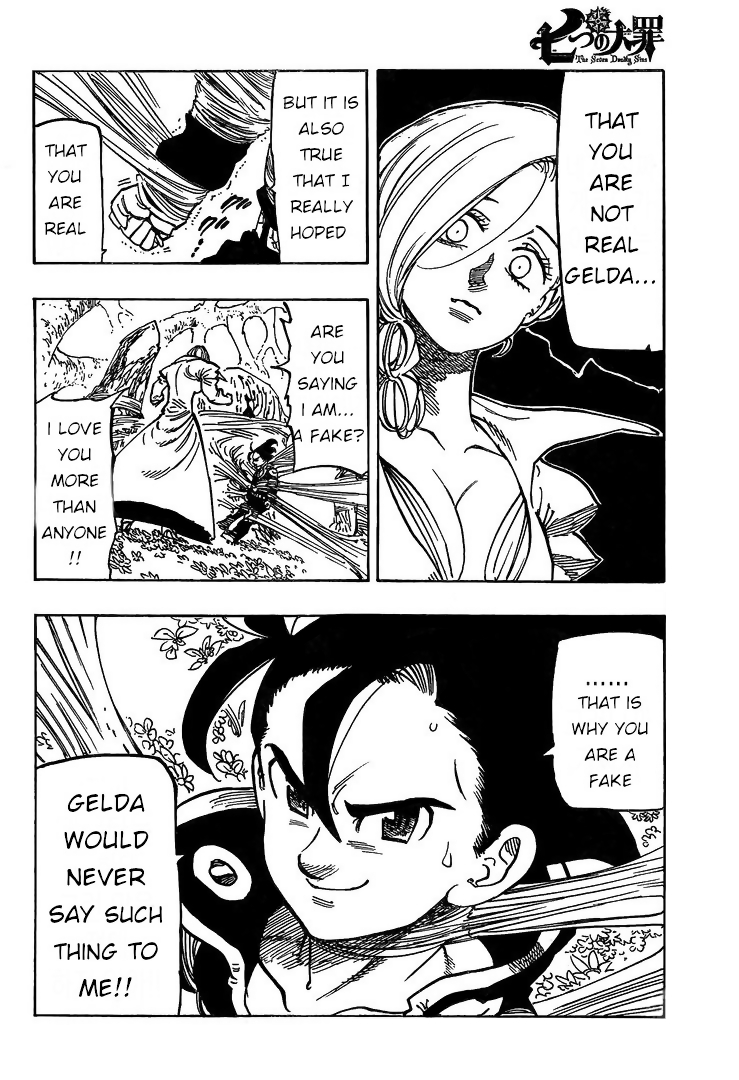 七つの大罪
The Seven Deadly Sins
THAT
YOU
ARE
NOT
REAL
GELDA...
BUT IT IS
ALSO
TRUE
THAT I
REALLY
HOPED
THAT
YOU
ARE
REAL
ARE
YOU
SAYING
I AM...
A FAKE?
I LOVE
YOU
MORE
THAN
ANYONE
!!
......
THAT IS
WHY YOU
ARE A
FAKE
GELDA
WOULD
NEVER
SAY SUCH
THING TO
ME!!